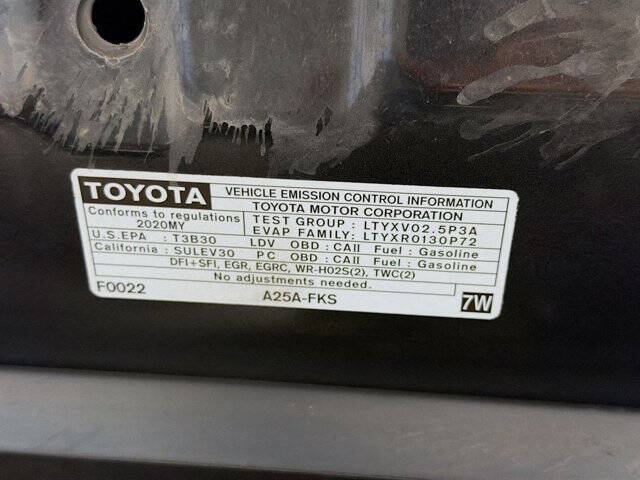 TOYOTA VEHICLE EMISSION CONTROL INFORMATION
TOYOTA MOTOR CORPORATION
Conforms to regulations
2020MY
TEST GROUP : LTYXV02.5P3A
EVAP FAMILY: LTYXR0130P72
U.S.EPA : T3B30 LDV OBD : CAII Fuel : Gasoline
California : SULEV30 PC OBD : CAII Fuel : Gasoline
DFI+SFI, EGR, EGRC, WR-HO2S(2), TWC(2)
No adjustments needed.
F0022 A25A-FKS 7W